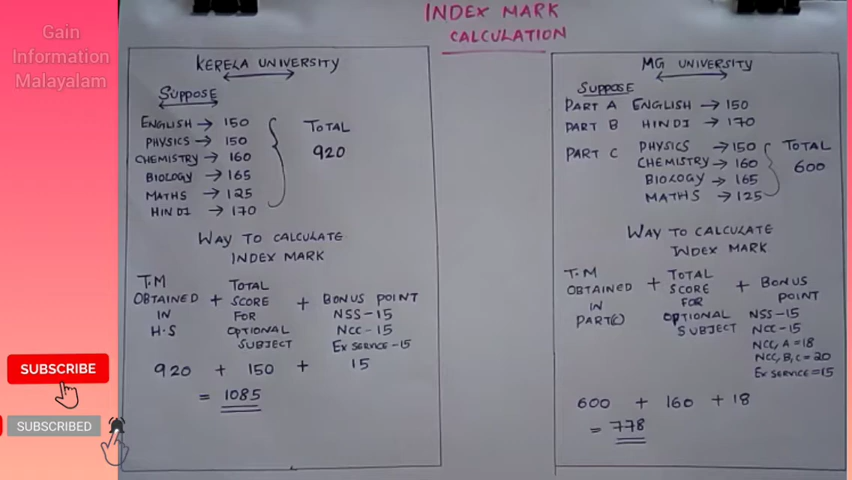 Gain
Information
Malayalam
INDEX MARK
CALCULATION
KERELA UNIVERSITY
SUPPOSE
ENGLISH → 150
PHYSICS → 150
CHEMISTRY → 160
BIOLOGY → 165
MATHS → 125
HINDI → 170
TOTAL
920
WAY TO CALCULATE
INDEX MARK
T.M
OBTAINED
IN
H.S
+
TOTAL
SCORE
FOR
OPTIONAL
SUBJECT
+
BONUS POINT
NSS-15
NCC-15
EX SERVICE-15
920 + 150 + 15
= 1085
MG UNIVERSITY
SUPPOSE
PART A ENGLISH → 150
PART B HINDI → 170
PART C PHYSICS → 150
CHEMISTRY → 160
BIOLOGY → 165
MATHS → 125
TOTAL
600
WAY TO CALCULATE
INDEX MARK
T.M
OBTAINED
IN
PART(C)
+
TOTAL
SCORE
FOR
OPTIONAL
SUBJECT
+
BONUS
POINT
NSS-15
NCC-15
NCC, A=18
NCC, B, C=20
EX SERVICE=15
600 + 160 + 18
= 778
SUBSCRIBE
SUBSCRIBED